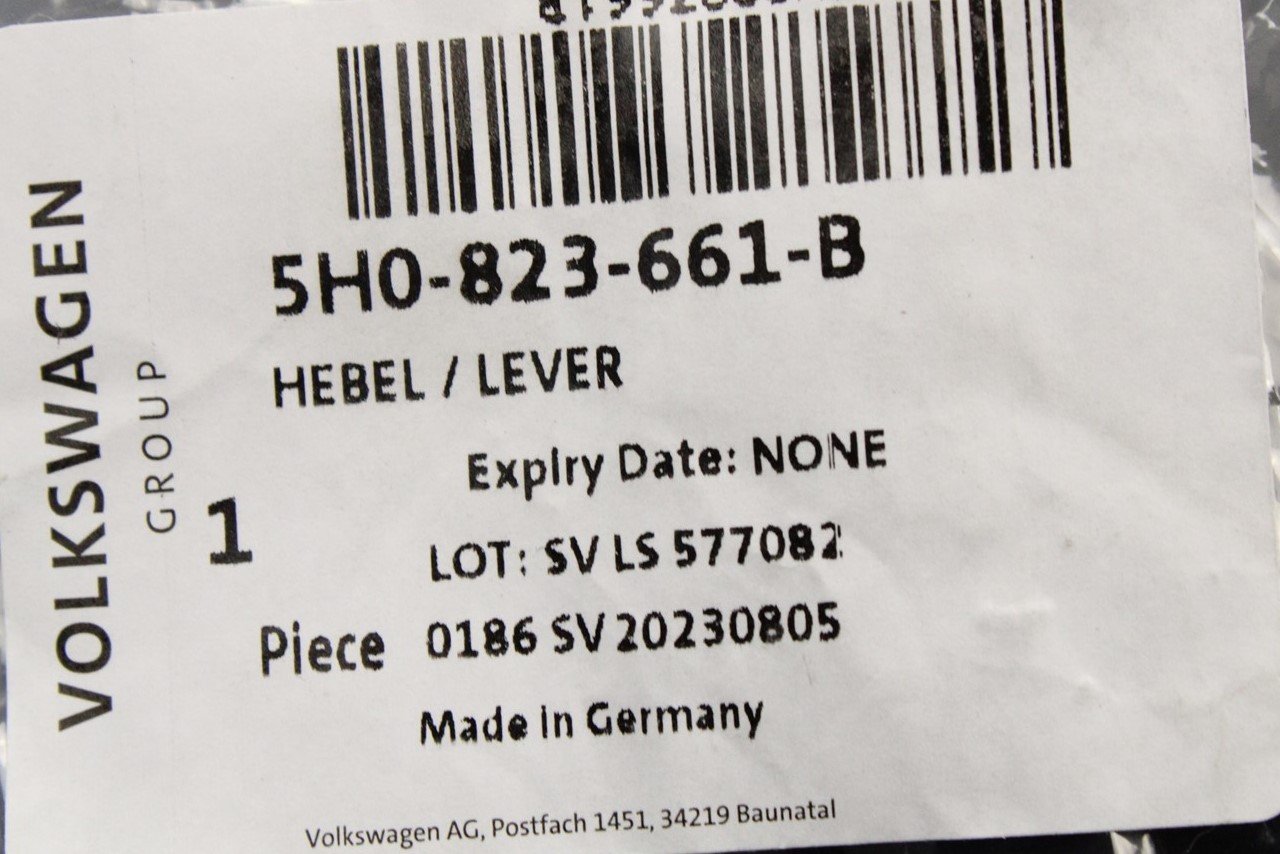 5H0-823-661-B
HEBEL / LEVER
Expiry Date: NONE
LOT: SV LS 577082
1
Piece 0186 SV 20230805
Made in Germany
Volkswagen AG, Postfach 1451, 34219 Baunatal
VOLKSWAGEN
GROUP